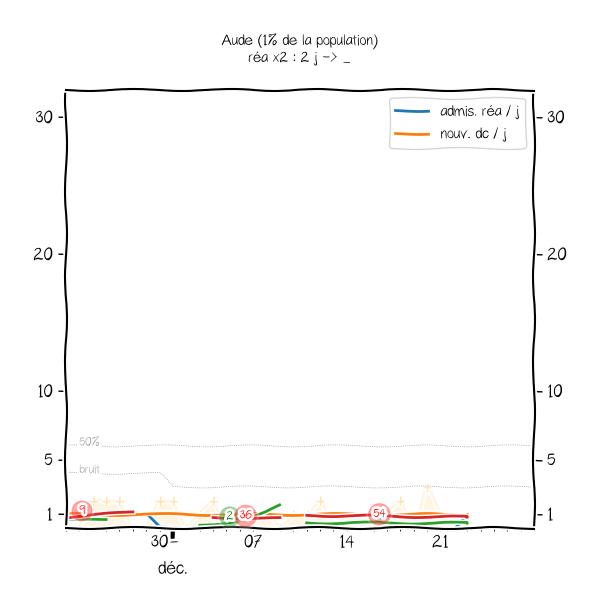 Aude (1% de la population)
réa x2 : 2 j -> _
admis. réa / j
nouv. dc / j
30 30
20 20
10 10
50%
5 5
bruit
9 2 36 54
1 1
30 07 14 21
déc.